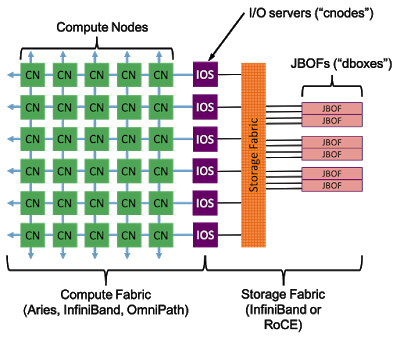 I/O servers (“cnodes”)
Compute Nodes
JBOFs (“dboxes”)
CN CN CN CN CN IOS
CN CN CN CN CN IOS
CN CN CN CN CN IOS
CN CN CN CN CN IOS
CN CN CN CN CN IOS
CN CN CN CN CN IOS
Storage Fabric
JBOF
JBOF
JBOF
JBOF
JBOF
JBOF
Compute Fabric
(Aries, InfiniBand, OmniPath)
Storage Fabric
(InfiniBand or
RoCE)